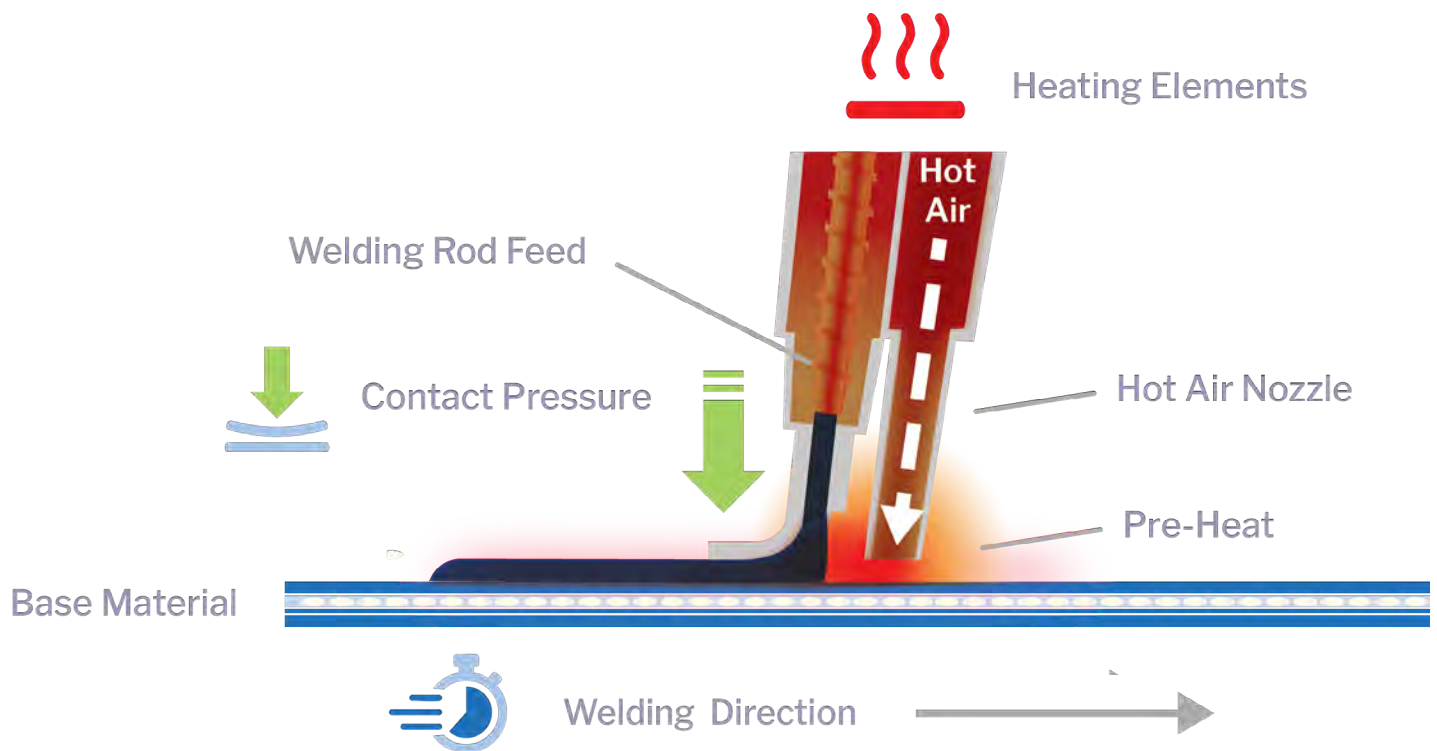 Heating Elements
Hot
Air
Welding Rod Feed
Contact Pressure
Hot Air Nozzle
Pre-Heat
Base Material
Welding Direction